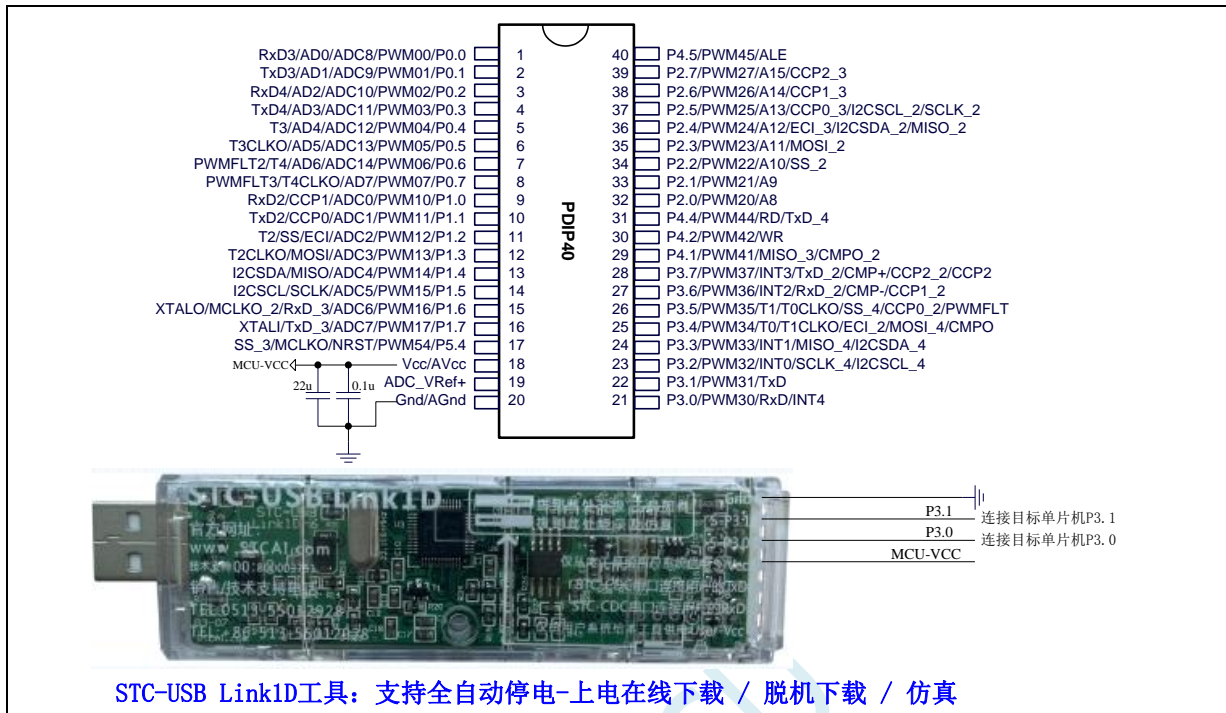 RxD3/AD0/ADC8/PWM00/P0.0 1 40 P4.5/PWM45/ALE
TxD3/AD1/ADC9/PWM01/P0.1 2 39 P2.7/PWM27/A15/CCP2_3
RxD4/AD2/ADC10/PWM02/P0.2 3 38 P2.6/PWM26/A14/CCP1_3
TxD4/AD3/ADC11/PWM03/P0.3 4 37 P2.5/PWM25/A13/CCP0_3/I2CSCL_2/SCLK_2
T3/AD4/ADC12/PWM04/P0.4 5 36 P2.4/PWM24/A12/ECI_3/I2CSDA_2/MISO_2
T3CLKO/AD5/ADC13/PWM05/P0.5 6 35 P2.3/PWM23/A11/MOSI_2
PWMFLT2/T4/AD6/ADC14/PWM06/P0.6 7 34 P2.2/PWM22/A10/SS_2
PWMFLT3/T4CLKO/AD7/PWM07/P0.7 8 33 P2.1/PWM21/A9
RxD2/CCP1/ADC0/PWM10/P1.0 9 32 P2.0/PWM20/A8
TxD2/CCP0/ADC1/PWM11/P1.1 10 31 P4.4/PWM44/RD/TxD_4
T2/SS/ECI/ADC2/PWM12/P1.2 11 30 P4.2/PWM42/WR
T2CLKO/MOSI/ADC3/PWM13/P1.3 12 29 P4.1/PWM41/MISO_3/CMPO_2
I2CSDA/MISO/ADC4/PWM14/P1.4 13 28 P3.7/PWM37/INT3/TxD_2/CMP+/CCP2_2/CCP2
I2CSCL/SCLK/ADC5/PWM15/P1.5 14 27 P3.6/PWM36/INT2/RxD_2/CMP-/CCP1_2
XTALO/MCLKO_2/RxD_3/ADC6/PWM16/P1.6 15 26 P3.5/PWM35/T1/T0CLKO/SS_4/CCP0_2/PWMFLT
XTALI/TxD_3/ADC7/PWM17/P1.7 16 25 P3.4/PWM34/T0/T1CLKO/ECI_2/MOSI_4/CMPO
SS_3/MCLKO/NRST/PWM54/P5.4 17 24 P3.3/PWM33/INT1/MISO_4/I2CSDA_4
MCU-VCC Vcc/AVcc 18 23 P3.2/PWM32/INT0/SCLK_4/I2CSCL_4
22u 0.1u ADC_VRef+ 19 22 P3.1/PWM31/TxD
Gnd/AGnd 20 21 P3.0/PWM30/RxD/INT4
PDIP40
STC-USB Link1D
Gnd
官方网址:
www.STCAI.com
P3.1 连接目标单片机P3.1
P3.0 连接目标单片机P3.0
MCU-VCC
TEL:0513-55012928
TEL:+86-513-55012928
User-Vcc
STC-USB Link1D工具: 支持全自动停电-上电在线下载 / 脱机下载 / 仿真